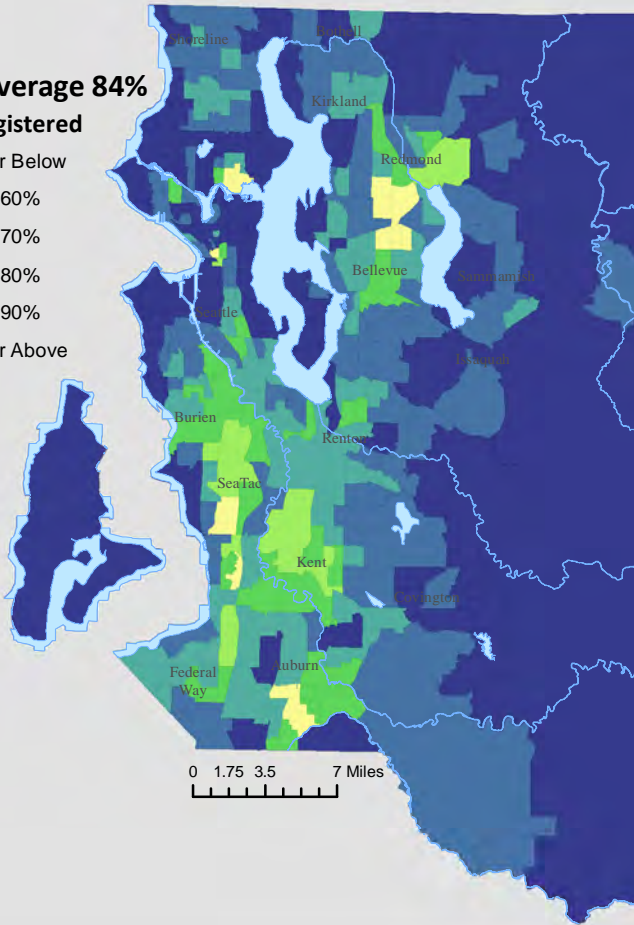 verage 84%
gistered
r Below
60%
70%
80%
90%
r Above
Shoreline
Bothell
Kirkland
Redmond
Bellevue
Sammamish
Seattle
Issaquah
Burien
Renton
SeaTac
Kent
Covington
Auburn
Federal
Way
0 1.75 3.5 7 Miles